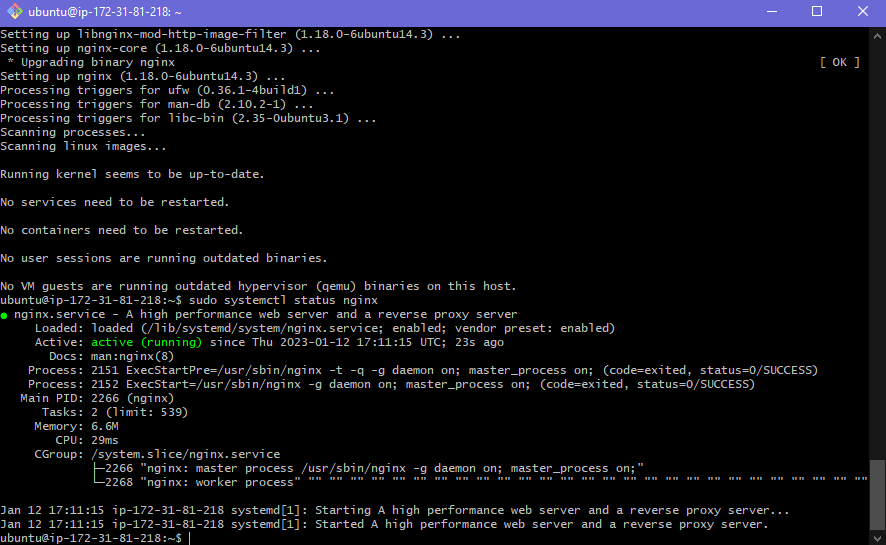 ubuntu@ip-172-31-81-218: ~
Setting up libnginx-mod-http-image-filter (1.18.0-6ubuntu14.3) ...
Setting up nginx-core (1.18.0-6ubuntu14.3) ...
 * Upgrading binary nginx [ OK ]
Setting up nginx (1.18.0-6ubuntu14.3) ...
Processing triggers for ufw (0.36.1-4build1) ...
Processing triggers for man-db (2.10.2-1) ...
Processing triggers for libc-bin (2.35-0ubuntu3.1) ...
Scanning processes...
Scanning linux images...
Running kernel seems to be up-to-date.
No services need to be restarted.
No containers need to be restarted.
No user sessions are running outdated binaries.
No VM guests are running outdated hypervisor (qemu) binaries on this host.
ubuntu@ip-172-31-81-218:~$ sudo systemctl status nginx
● nginx.service - A high performance web server and a reverse proxy server
Loaded: loaded (/lib/systemd/system/nginx.service; enabled; vendor preset: enabled)
Active: active (running) since Thu 2023-01-12 17:11:15 UTC; 23s ago
Docs: man:nginx(8)
Process: 2151 ExecStartPre=/usr/sbin/nginx -t -q -g daemon on; master_process on; (code=exited, status=0/SUCCESS)
Process: 2152 ExecStart=/usr/sbin/nginx -g daemon on; master_process on; (code=exited, status=0/SUCCESS)
Main PID: 2266 (nginx)
Tasks: 2 (limit: 539)
Memory: 6.6M
CPU: 29ms
CGroup: /system.slice/nginx.service
├─2266 "nginx: master process /usr/sbin/nginx -g daemon on; master_process on;"
└─2268 "nginx: worker process" "" "" "" "" "" "" "" "" "" "" "" "" "" "" "" "" "" "" "" "" "" "" "" "" "" "" ""
Jan 12 17:11:15 ip-172-31-81-218 systemd[1]: Starting A high performance web server and a reverse proxy server...
Jan 12 17:11:15 ip-172-31-81-218 systemd[1]: Started A high performance web server and a reverse proxy server.
ubuntu@ip-172-31-81-218:~$